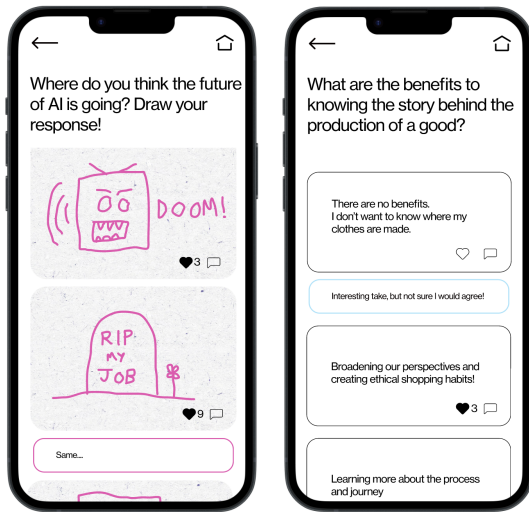 Where do you think the future
of AI is going? Draw your
response!
DOOM!
3
RIP
MY
JOB
9
Same...
What are the benefits to
knowing the story behind the
production of a good?
There are no benefits.
I don't want to know where my
clothes are made.
Interesting take, but not sure I would agree!
Broadening our perspectives and
creating ethical shopping habits!
3
Learning more about the process
and journey